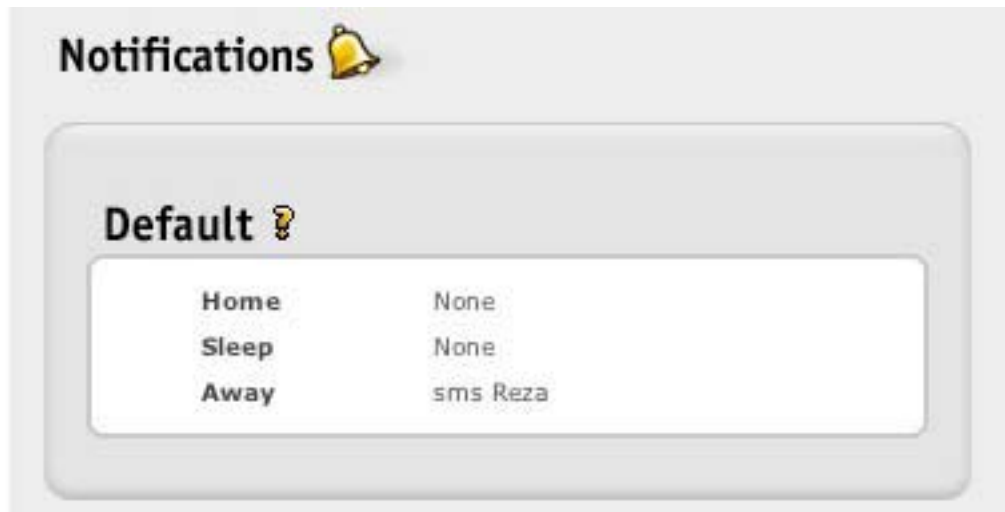 Notifications
Default ?
Home None
Sleep None
Away sms Reza